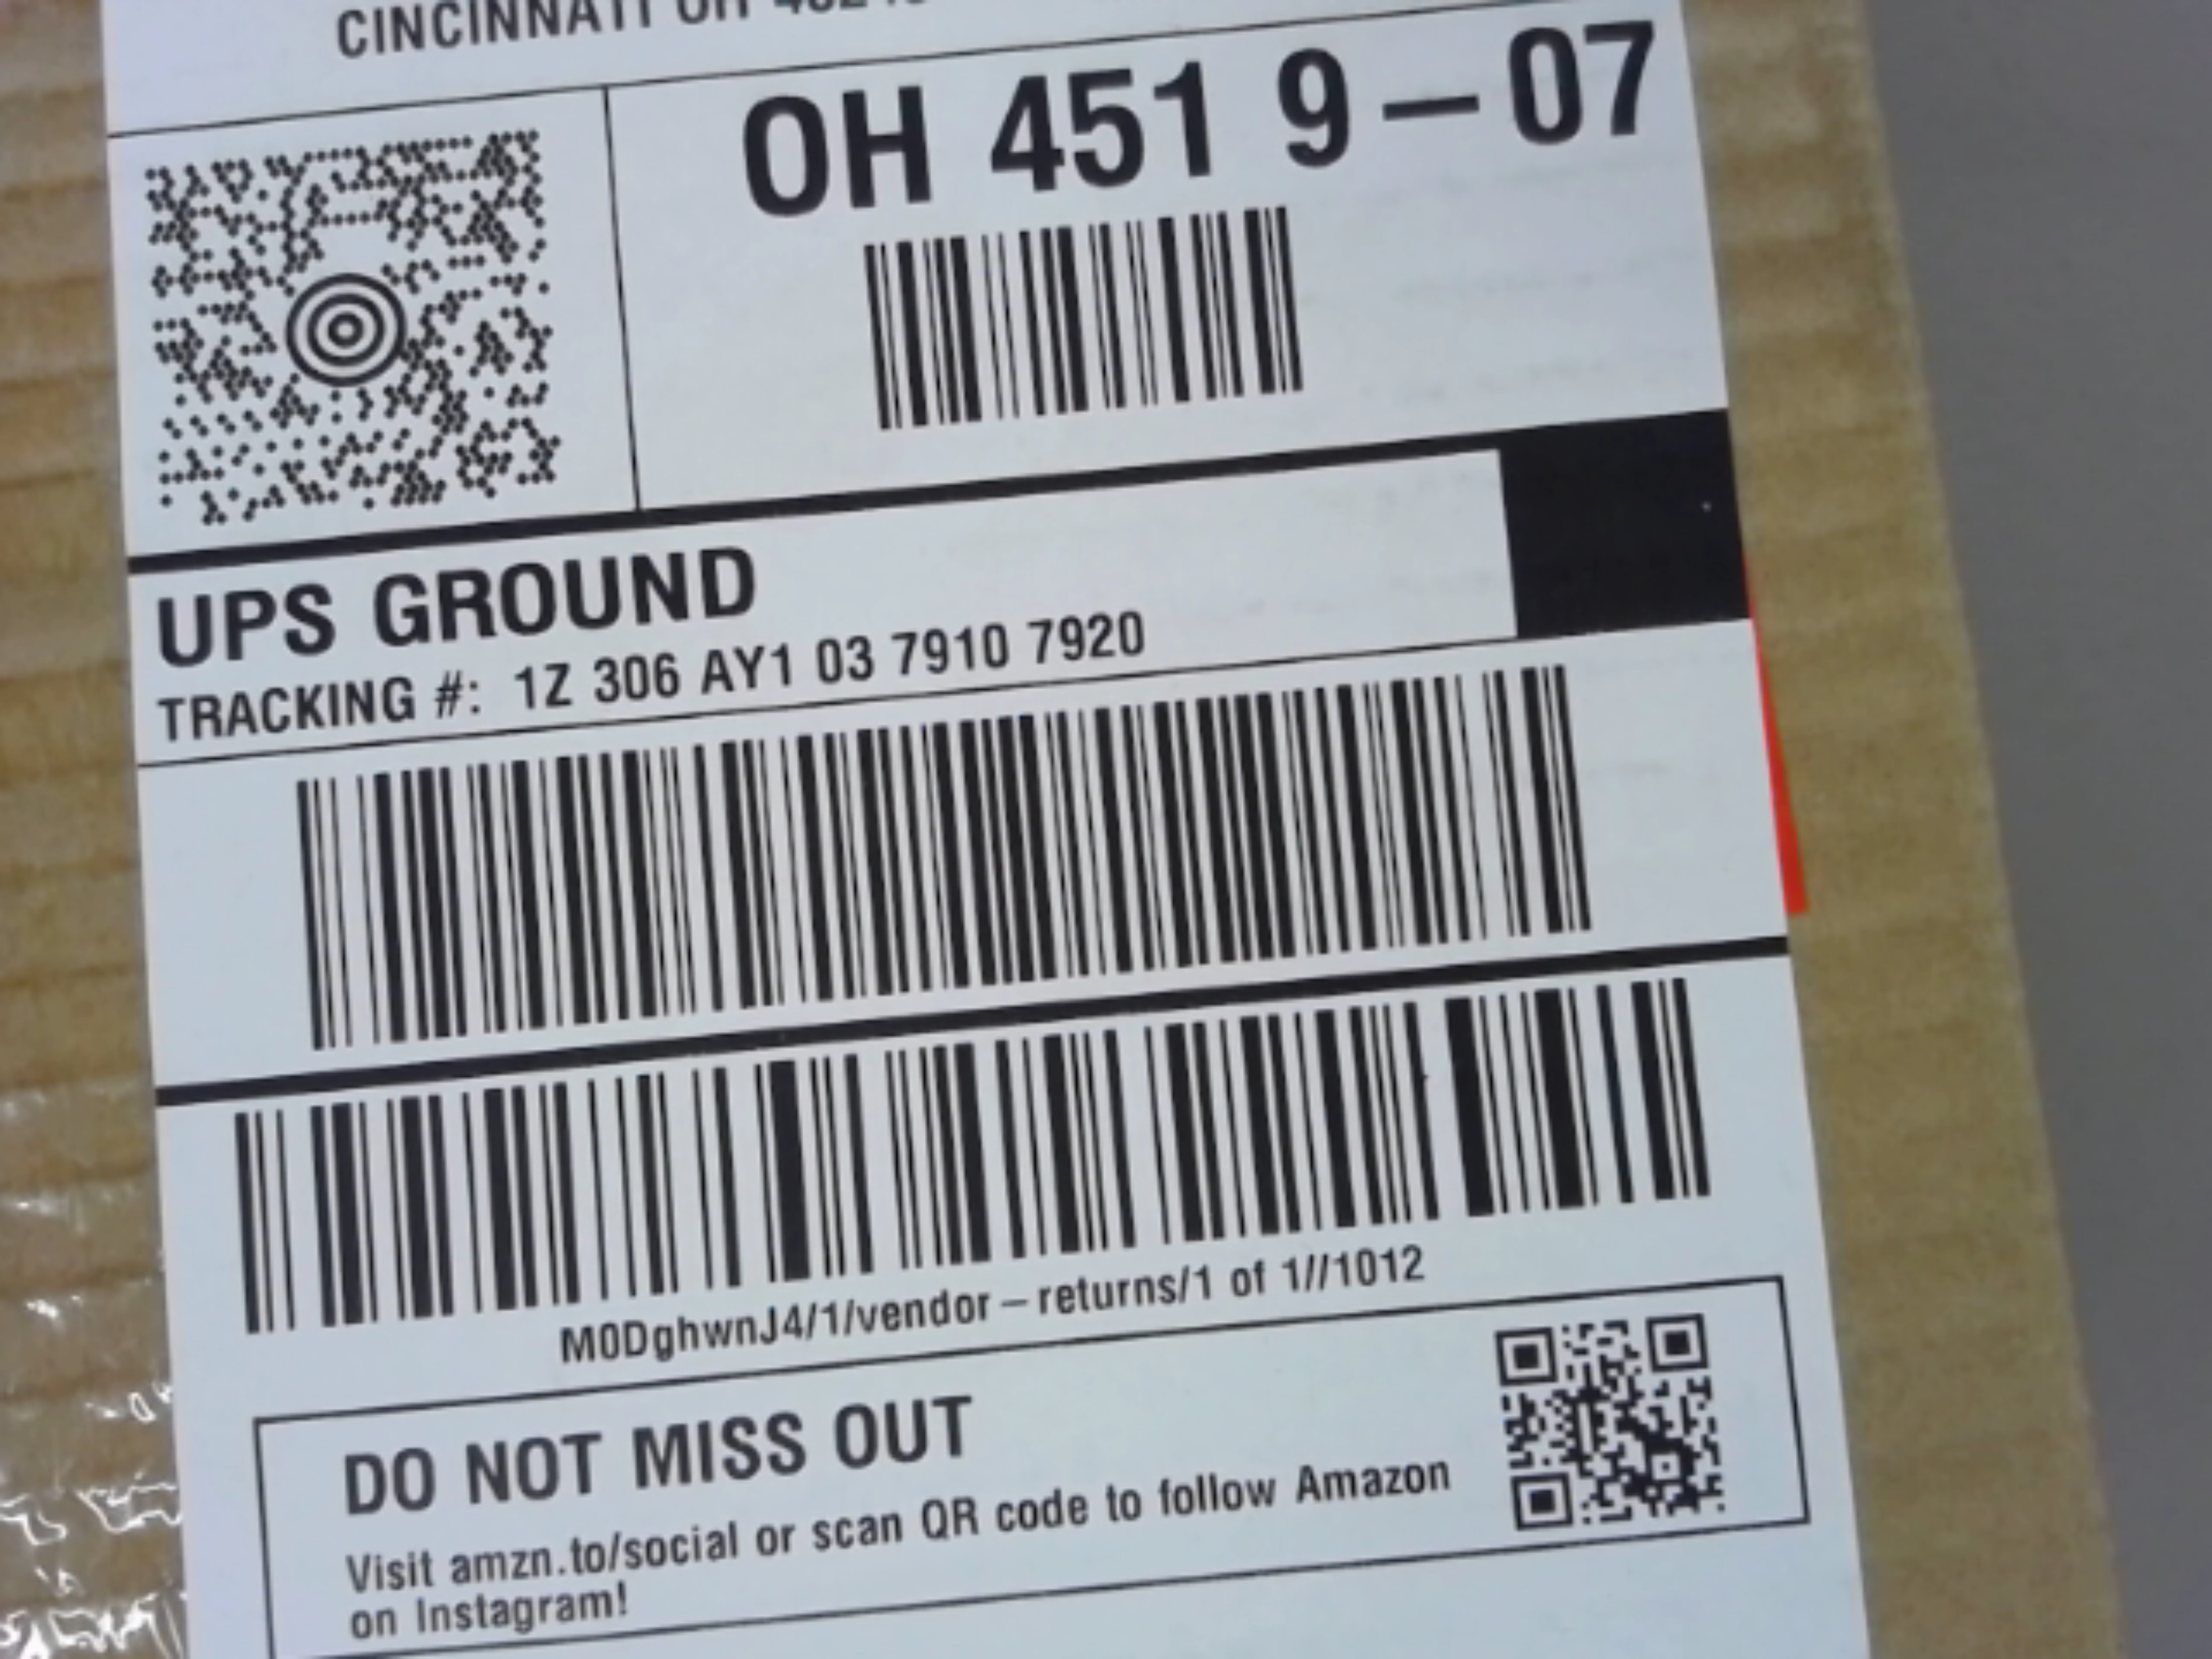 CINCINNATI OH
OH 451 9-07
UPS GROUND
TRACKING #: 1Z 306 AY1 03 7910 7920
M0DghwnJ4/1/vendor-returns/1 of 1//1012
DO NOT MISS OUT
Visit amzn.to/social or scan QR code to follow Amazon
on Instagram!